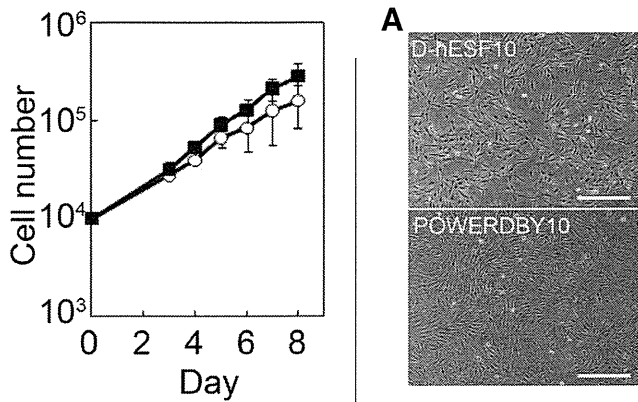 10⁶
10⁵
10⁴
10³
Cell number
0 2 4 6 8
Day
A
D-hESF10
POWERDBY10